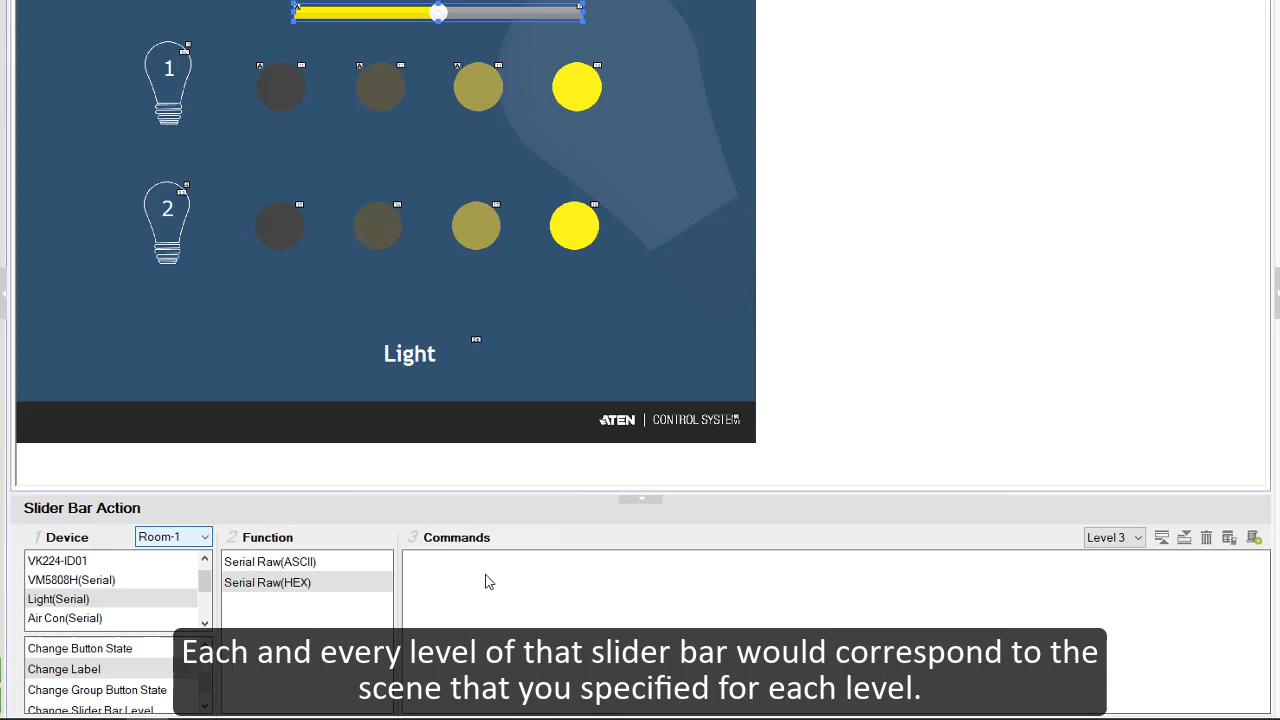 1
2
Light
ATEN | CONTROL SYSTEM
Slider Bar Action
1 Device Room-1 2 Function 3 Commands Level 3
VK224-ID01
VM5808H(Serial)
Light(Serial)
Air Con(Serial)
Serial Raw(ASCII)
Serial Raw(HEX)
Change Button State
Change Label
Change Group Button State
Change Slider Bar Level
Each and every level of that slider bar would correspond to the
scene that you specified for each level.